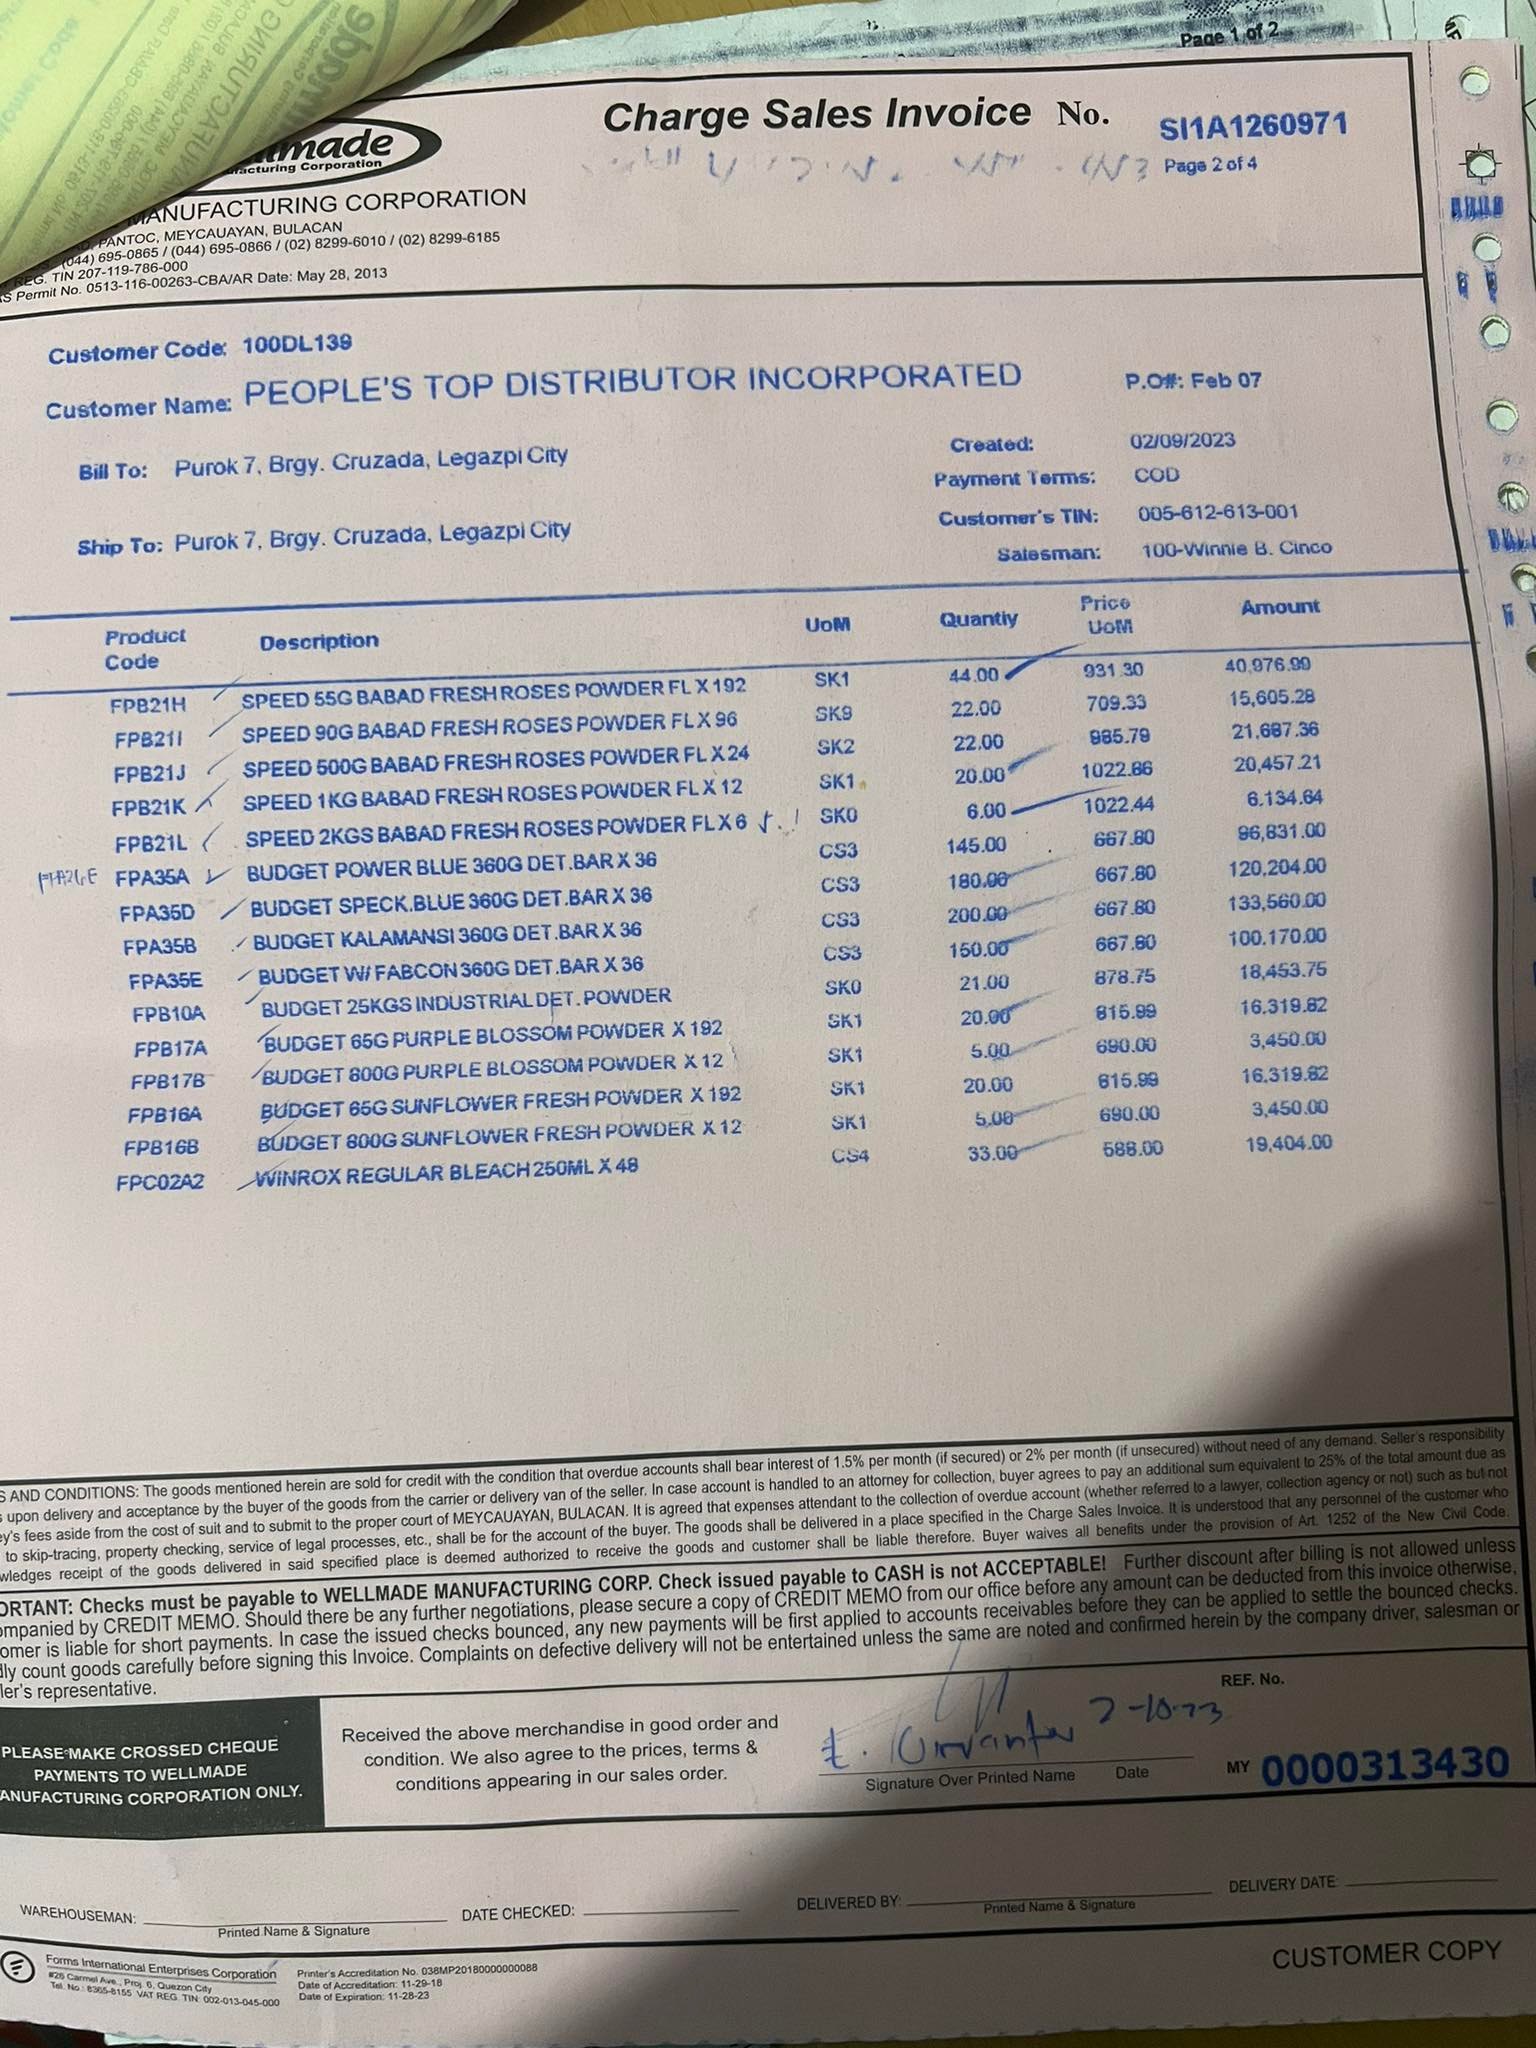 Page 1 of 2
Charge Sales Invoice No. SI1A1260971
Page 2 of 4
made
Manufacturing Corporation
MANUFACTURING CORPORATION
PANTOC, MEYCAUAYAN, BULACAN
(044) 695-0865 / (044) 695-0866 / (02) 8299-6010 / (02) 8299-6185
REG. TIN 207-119-786-000
Permit No. 0513-116-00263-CBA/AR Date: May 28, 2013
Customer Code: 100DL139
Customer Name: PEOPLE'S TOP DISTRIBUTOR INCORPORATED P.O#: Feb 07
Bill To: Purok 7, Brgy. Cruzada, Legazpi City
Created: 02/09/2023
Payment Terms: COD
Ship To: Purok 7, Brgy. Cruzada, Legazpi City
Customer's TIN: 005-612-613-001
Salesman: 100-Winnie B. Cinco
Product Code Description UoM Quantiy Price UoM Amount
FPB21H SPEED 55G BABAD FRESH ROSES POWDER FL X 192 SK1 44.00 931.30 40,976.99
FPB21I SPEED 90G BABAD FRESH ROSES POWDER FL X 96 SK9 22.00 709.33 15,605.28
FPB21J SPEED 500G BABAD FRESH ROSES POWDER FL X 24 SK2 22.00 985.79 21,687.36
FPB21K SPEED 1KG BABAD FRESH ROSES POWDER FL X 12 SK1 20.00 1022.86 20,457.21
FPB21L SPEED 2KGS BABAD FRESH ROSES POWDER FL X 6 SK0 6.00 1022.44 6,134.64
FPA35A BUDGET POWER BLUE 360G DET.BAR X 36 CS3 145.00 667.80 96,831.00
FPA35D BUDGET SPECK.BLUE 360G DET.BAR X 36 CS3 180.00 667.80 120,204.00
FPA35B BUDGET KALAMANSI 360G DET.BAR X 36 CS3 200.00 667.80 133,560.00
FPA35E BUDGET W/ FABCON 360G DET.BAR X 36 CS3 150.00 667.80 100,170.00
FPB10A BUDGET 25KGS INDUSTRIAL DET. POWDER SK0 21.00 878.75 18,453.75
FPB17A BUDGET 65G PURPLE BLOSSOM POWDER X 192 SK1 20.00 815.99 16,319.82
FPB17B BUDGET 800G PURPLE BLOSSOM POWDER X 12 SK1 5.00 690.00 3,450.00
FPB16A BUDGET 65G SUNFLOWER FRESH POWDER X 192 SK1 20.00 815.99 16,319.82
FPB16B BUDGET 800G SUNFLOWER FRESH POWDER X 12 SK1 5.00 690.00 3,450.00
FPC02A2 WINROX REGULAR BLEACH 250ML X 48 CS4 33.00 588.00 19,404.00
S AND CONDITIONS: The goods mentioned herein are sold for credit with the condition that overdue accounts shall bear interest of 1.5% per month (if secured) or 2% per month (if unsecured) without need of any demand. Seller's responsibility
s upon delivery and acceptance by the buyer of the goods from the carrier or delivery van of the seller. In case account is handled to an attorney for collection, buyer agrees to pay an additional sum equivalent to 25% of the total amount due as
ey's fees aside from the cost of suit and to submit to the proper court of MEYCAUAYAN, BULACAN. It is agreed that expenses attendant to the collection of overdue account (whether referred to a lawyer, collection agency or not) such as but not
to skip-tracing, property checking, service of legal processes, etc., shall be for the account of the buyer. The goods shall be delivered in a place specified in the Charge Sales Invoice. It is understood that any personnel of the customer who
wledges receipt of the goods delivered in said specified place is deemed authorized to receive the goods and customer shall be liable therefore. Buyer waives all benefits under the provision of Art. 1252 of the New Civil Code.
ORTANT: Checks must be payable to WELLMADE MANUFACTURING CORP. Check issued payable to CASH is not ACCEPTABLE! Further discount after billing is not allowed unless
ompanied by CREDIT MEMO. Should there be any further negotiations, please secure a copy of CREDIT MEMO from our office before any amount can be deducted from this invoice otherwise,
omer is liable for short payments. In case the issued checks bounced, any new payments will be first applied to accounts receivables before they can be applied to settle the bounced checks.
dly count goods carefully before signing this Invoice. Complaints on defective delivery will not be entertained unless the same are noted and confirmed herein by the company driver, salesman or
ler's representative.
REF. No.
PLEASE MAKE CROSSED CHEQUE
PAYMENTS TO WELLMADE
ANUFACTURING CORPORATION ONLY.
Received the above merchandise in good order and
condition. We also agree to the prices, terms &
conditions appearing in our sales order.
Signature Over Printed Name Date
MY 0000313430
WAREHOUSEMAN:
Printed Name & Signature
DATE CHECKED:
DELIVERED BY:
Printed Name & Signature
DELIVERY DATE:
Forms International Enterprises Corporation
#26 Carmel Ave., Proj. 6, Quezon City
Tel. No.: 8365-8155 VAT REG. TIN: 002-013-045-000
Printer's Accreditation No. 038MP20180000000088
Date of Accreditation: 11-29-18
Date of Expiration: 11-28-23
CUSTOMER COPY